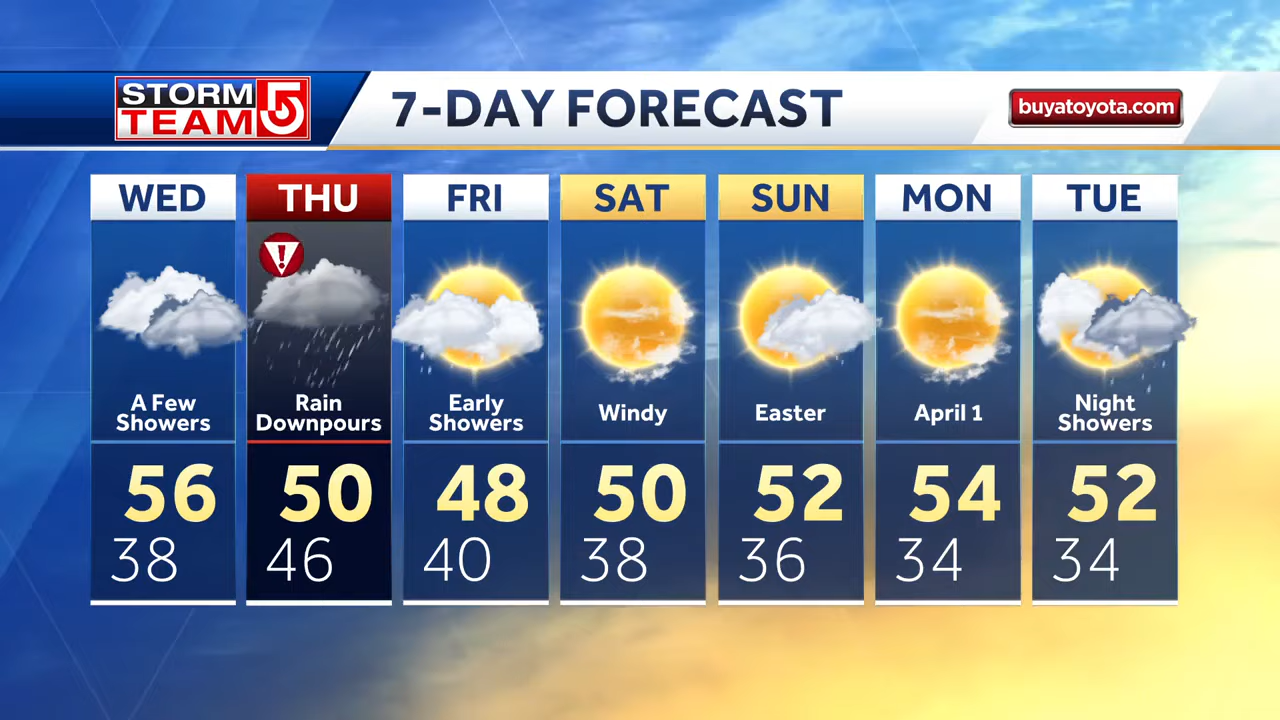 STORM
TEAM 5
7-DAY FORECAST
buyatoyota.com
WED THU FRI SAT SUN MON TUE
!
A Few
Showers
Rain
Downpours
Early
Showers
Windy
Easter
April 1
Night
Showers
56 50 48 50 52 54 52
38 46 40 38 36 34 34